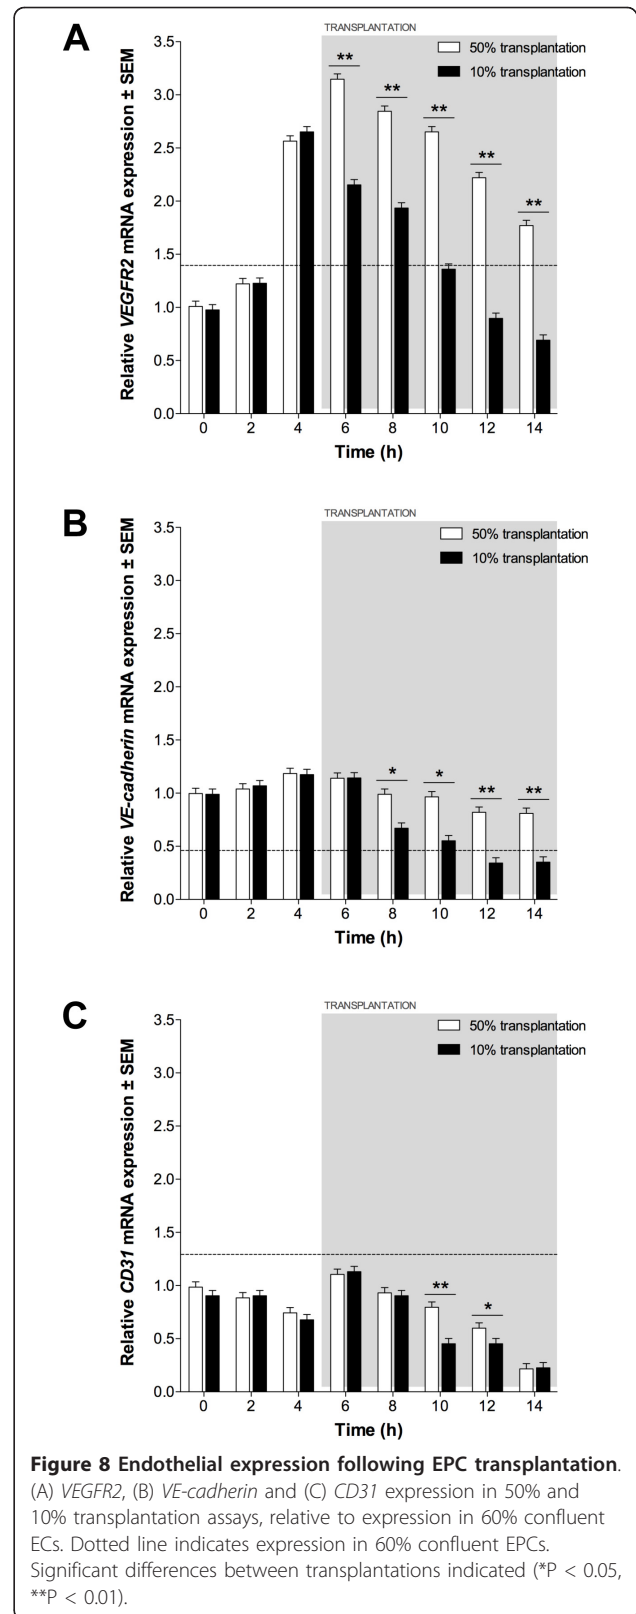 A
TRANSPLANTATION
50% transplantation
10% transplantation
Relative VEGFR2 mRNA expression ± SEM
3.5
3.0
2.5
2.0
1.5
1.0
0.5
0.0
**
**
**
**
**
0 2 4 6 8 10 12 14
Time (h)
B
TRANSPLANTATION
50% transplantation
10% transplantation
Relative VE-cadherin mRNA expression ± SEM
3.5
3.0
2.5
2.0
1.5
1.0
0.5
0.0
*
*
**
**
0 2 4 6 8 10 12 14
Time (h)
C
TRANSPLANTATION
50% transplantation
10% transplantation
Relative CD31 mRNA expression ± SEM
3.5
3.0
2.5
2.0
1.5
1.0
0.5
0.0
**
*
0 2 4 6 8 10 12 14
Time (h)
Figure 8 Endothelial expression following EPC transplantation.
(A) VEGFR2, (B) VE-cadherin and (C) CD31 expression in 50% and
10% transplantation assays, relative to expression in 60% confluent
ECs. Dotted line indicates expression in 60% confluent EPCs.
Significant differences between transplantations indicated (*P < 0.05,
**P < 0.01).